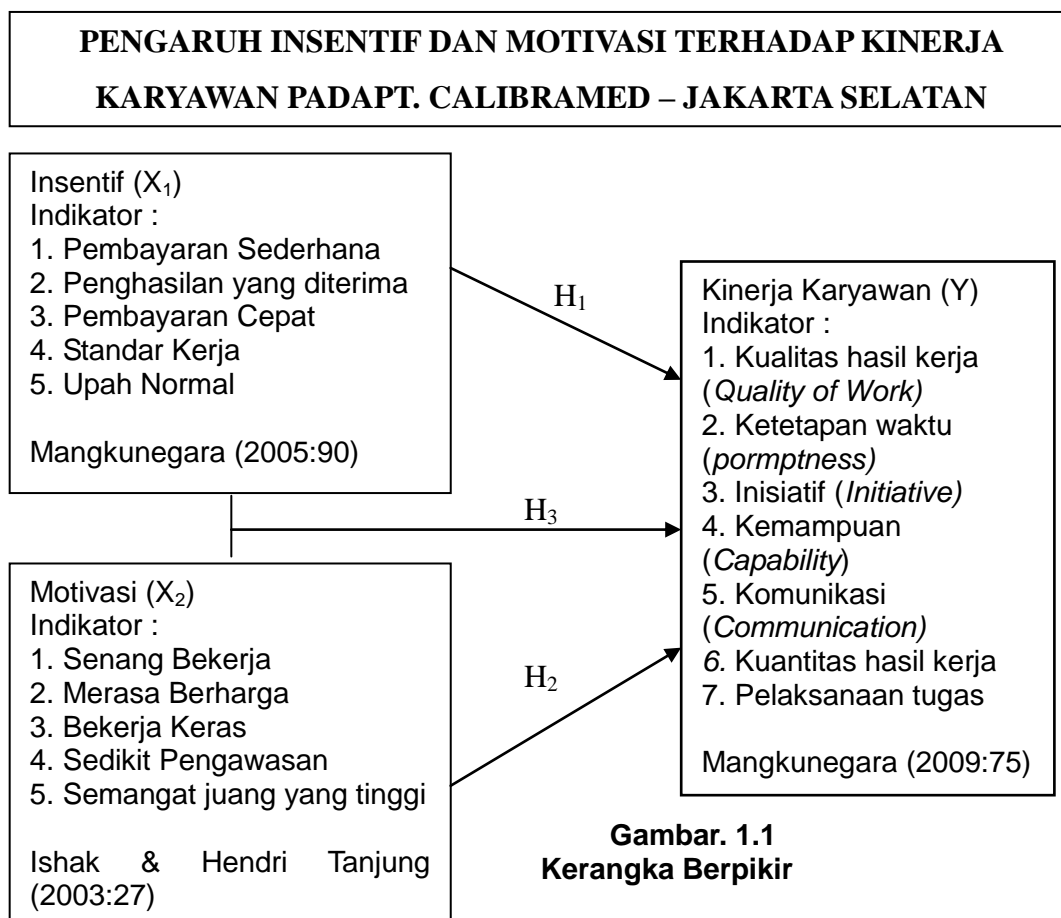 PENGARUH INSENTIF DAN MOTIVASI TERHADAP KINERJA
KARYAWAN PADAPT. CALIBRAMED – JAKARTA SELATAN
Insentif (X₁)
Indikator :
1. Pembayaran Sederhana
2. Penghasilan yang diterima
3. Pembayaran Cepat
4. Standar Kerja
5. Upah Normal
Mangkunegara (2005:90)
H₁
H₃
H₂
Motivasi (X₂)
Indikator :
1. Senang Bekerja
2. Merasa Berharga
3. Bekerja Keras
4. Sedikit Pengawasan
5. Semangat juang yang tinggi
Ishak & Hendri Tanjung
(2003:27)
Kinerja Karyawan (Y)
Indikator :
1. Kualitas hasil kerja
(Quality of Work)
2. Ketetapan waktu
(pormptness)
3. Inisiatif (Initiative)
4. Kemampuan
(Capability)
5. Komunikasi
(Communication)
6. Kuantitas hasil kerja
7. Pelaksanaan tugas
Mangkunegara (2009:75)
Gambar. 1.1
Kerangka Berpikir